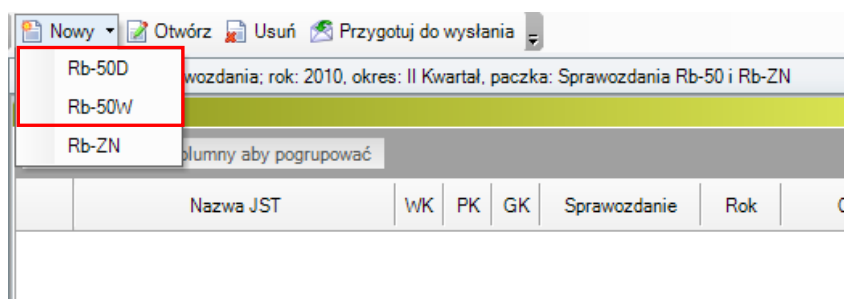 Nowy Otwórz Usuń Przygotuj do wysłania
Rb-50D
wozdania; rok: 2010, okres: II Kwartał, paczka: Sprawozdania Rb-50 i Rb-ZN
Rb-50W
Rb-ZN
olumny aby pogrupować
Nazwa JST WK PK GK Sprawozdanie Rok